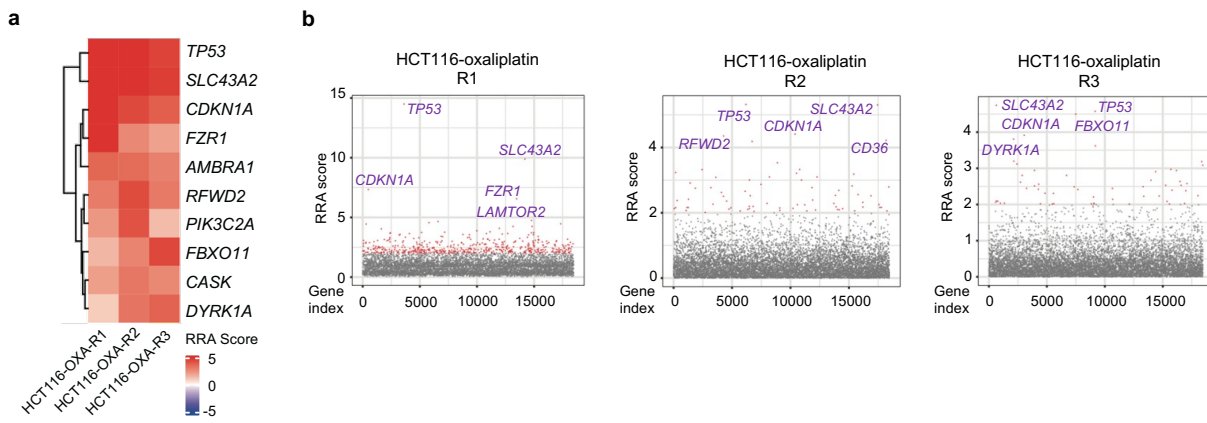 a
TP53
SLC43A2
CDKN1A
FZR1
AMBRA1
RFWD2
PIK3C2A
FBXO11
CASK
DYRK1A
HCT116-OXA-R1
HCT116-OXA-R2
HCT116-OXA-R3
RRA Score
5
0
-5
b
HCT116-oxaliplatin
R1
RRA score
15
10
5
0
TP53
SLC43A2
CDKN1A
FZR1
LAMTOR2
Gene
index
0 5000 10000 15000
HCT116-oxaliplatin
R2
RRA score
4
2
0
TP53
SLC43A2
CDKN1A
RFWD2
CD36
0 5000 10000 15000
Gene
index
HCT116-oxaliplatin
R3
RRA score
4
3
2
1
0
SLC43A2
TP53
CDKN1A
FBXO11
DYRK1A
0 5000 10000 15000
Gene
index